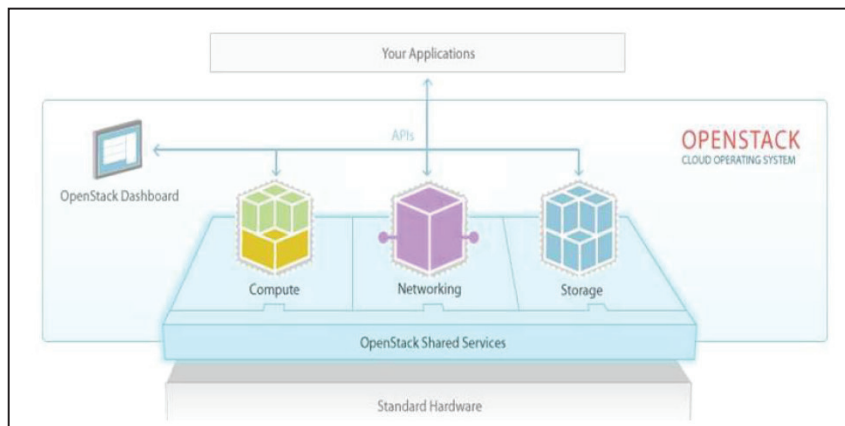 Your Applications
APIs
OPENSTACK
CLOUD OPERATING SYSTEM
OpenStack Dashboard
Compute
Networking
Storage
OpenStack Shared Services
Standard Hardware